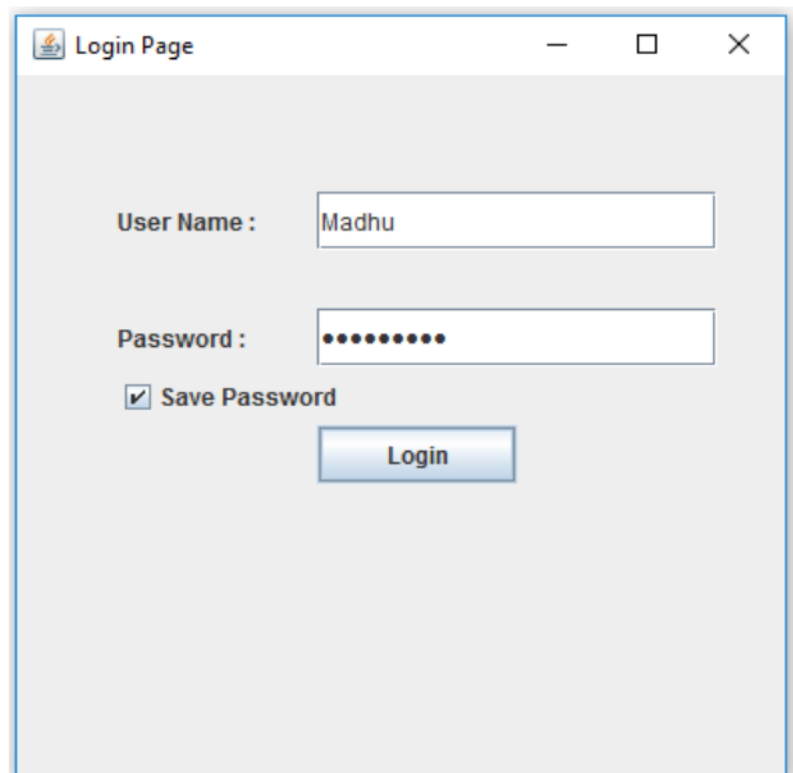 Login Page
User Name : Madhu
Password : •••••••••
Save Password
Login